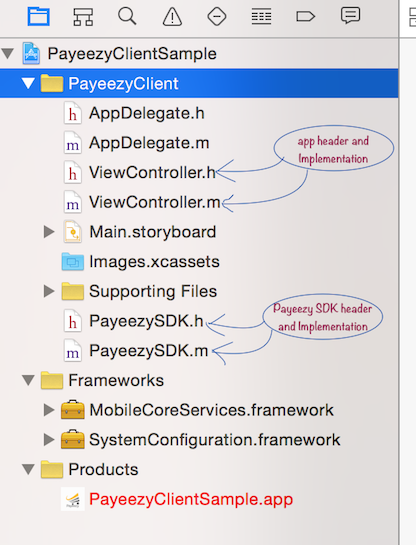 PayeezyClientSample
PayeezyClient
AppDelegate.h
AppDelegate.m
app header and
Implementation
ViewController.h
ViewController.m
Main.storyboard
Images.xcassets
Supporting Files
Payeezy SDK header
and Implementation
PayeezySDK.h
PayeezySDK.m
Frameworks
MobileCoreServices.framework
SystemConfiguration.framework
Products
PayeezyClientSample.app